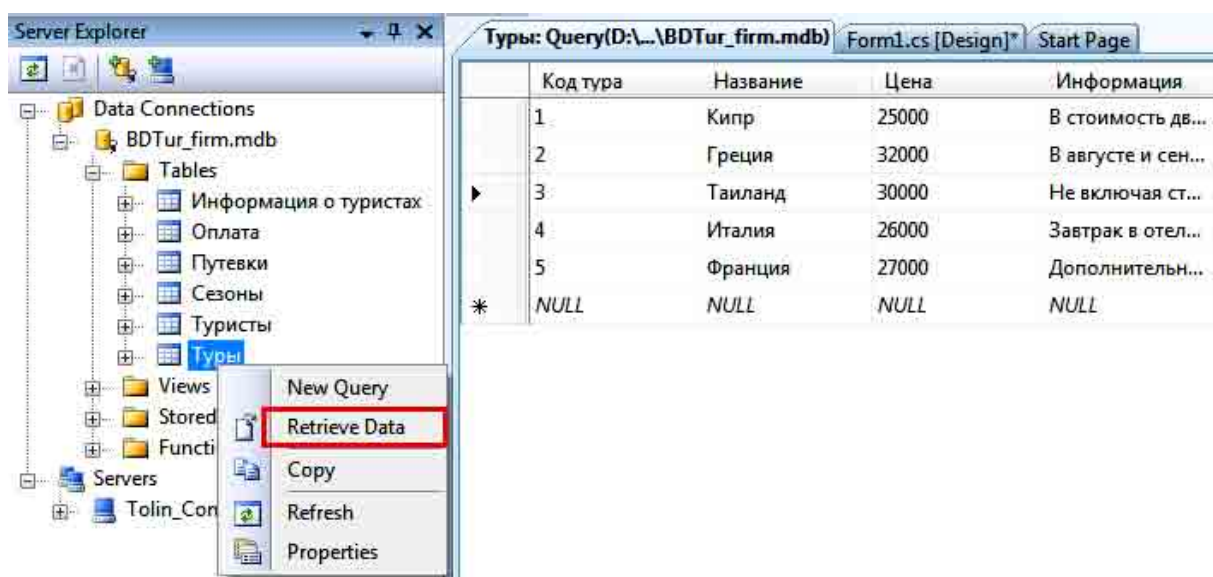 Server Explorer
Data Connections
BDTur_firm.mdb
Tables
Информация о туристах
Оплата
Путевки
Сезоны
Туристы
Туры
Views
Stored
Functi
Servers
Tolin_Con
New Query
Retrieve Data
Copy
Refresh
Properties
Туры: Query(D:\...\BDTur_firm.mdb) Form1.cs [Design]* Start Page
Код тура Название Цена Информация
1 Кипр 25000 В стоимость дв...
2 Греция 32000 В августе и сен...
3 Таиланд 30000 Не включая ст...
4 Италия 26000 Завтрак в отел...
5 Франция 27000 Дополнительн...
NULL NULL NULL NULL